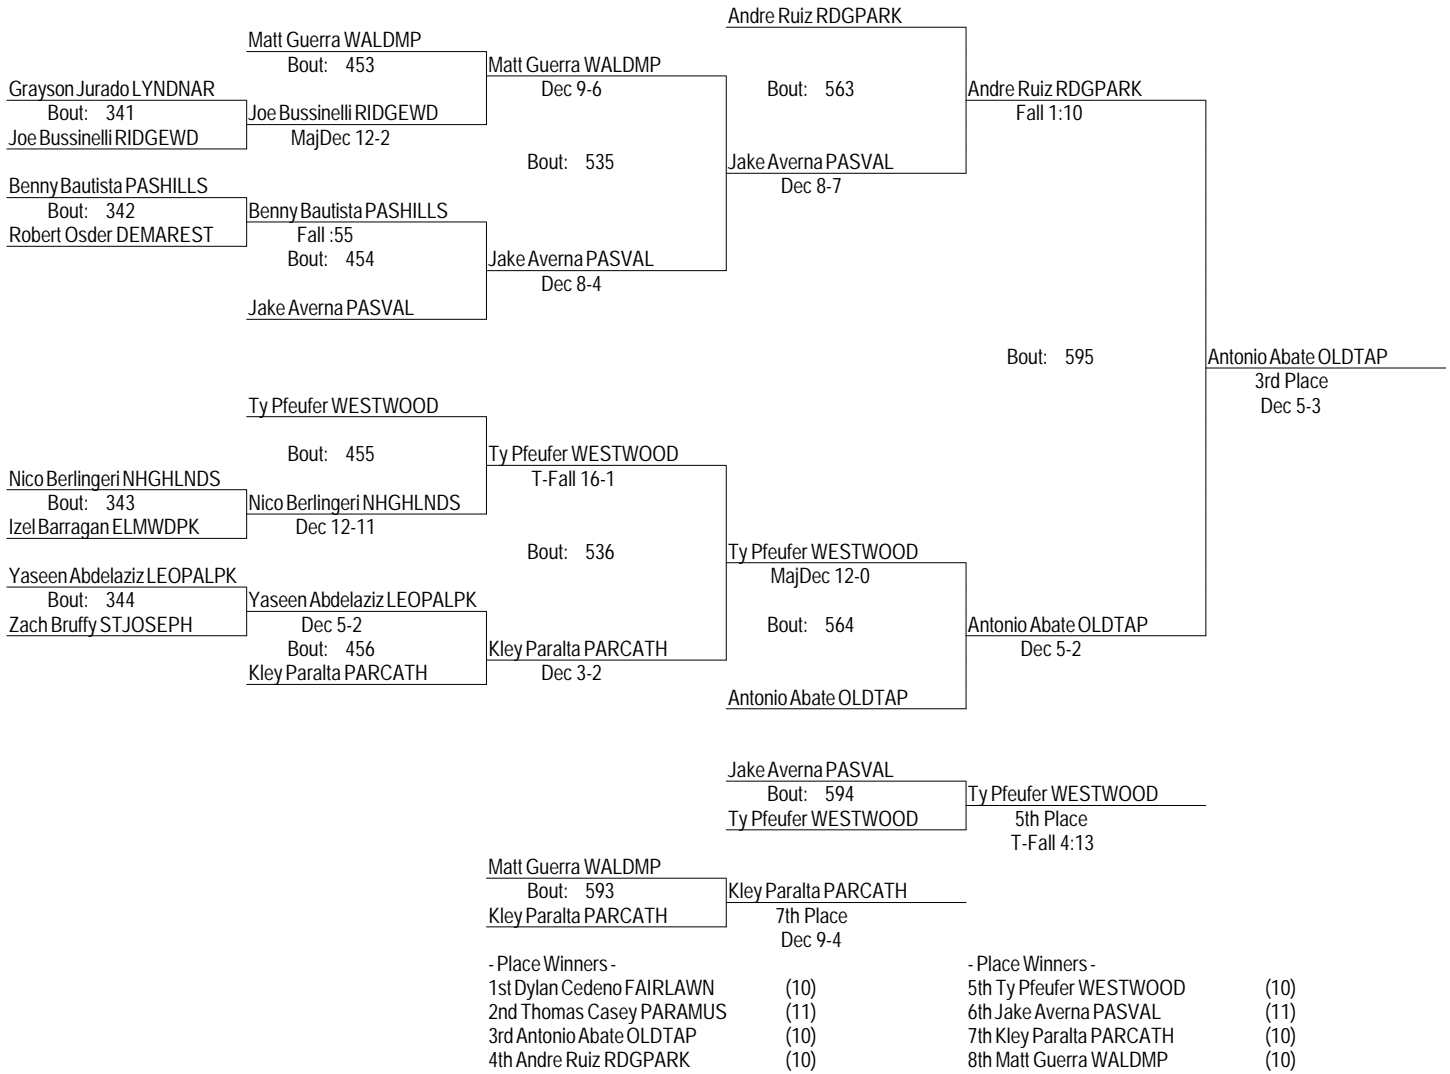 Andre Ruiz RDGPARK
Matt Guerra WALDMP
Bout: 453
Matt Guerra WALDMP
Grayson Jurado LYNDNAR
Dec 9-6
Bout: 563
Andre Ruiz RDGPARK
Bout: 341
Joe Bussinelli RIDGEWD
Fall 1:10
Joe Bussinelli RIDGEWD
MajDec 12-2
Bout: 535
Jake Averna PASVAL
Benny Bautista PASHILLS
Dec 8-7
Bout: 342
Benny Bautista PASHILLS
Robert Osder DEMAREST
Fall :55
Bout: 454
Jake Averna PASVAL
Dec 8-4
Jake Averna PASVAL
Bout: 595
Antonio Abate OLDTAP
3rd Place
Dec 5-3
Ty Pfeufer WESTWOOD
Bout: 455
Ty Pfeufer WESTWOOD
Nico Berlingeri NHGHLNDS
T-Fall 16-1
Bout: 343
Nico Berlingeri NHGHLNDS
Izel Barragan ELMWDPK
Dec 12-11
Bout: 536
Ty Pfeufer WESTWOOD
Yaseen Abdelaziz LEOPALPK
MajDec 12-0
Bout: 344
Yaseen Abdelaziz LEOPALPK
Zach Bruffy STJOSEPH
Dec 5-2
Bout: 564
Antonio Abate OLDTAP
Bout: 456
Kley Paralta PARCATH
Dec 5-2
Kley Paralta PARCATH
Dec 3-2
Antonio Abate OLDTAP
Jake Averna PASVAL
Bout: 594
Ty Pfeufer WESTWOOD
Ty Pfeufer WESTWOOD
5th Place
T-Fall 4:13
Matt Guerra WALDMP
Bout: 593
Kley Paralta PARCATH
Kley Paralta PARCATH
7th Place
Dec 9-4
- Place Winners -
1st Dylan Cedeno FAIRLAWN (10)
2nd Thomas Casey PARAMUS (11)
3rd Antonio Abate OLDTAP (10)
4th Andre Ruiz RDGPARK (10)
- Place Winners -
5th Ty Pfeufer WESTWOOD (10)
6th Jake Averna PASVAL (11)
7th Kley Paralta PARCATH (10)
8th Matt Guerra WALDMP (10)